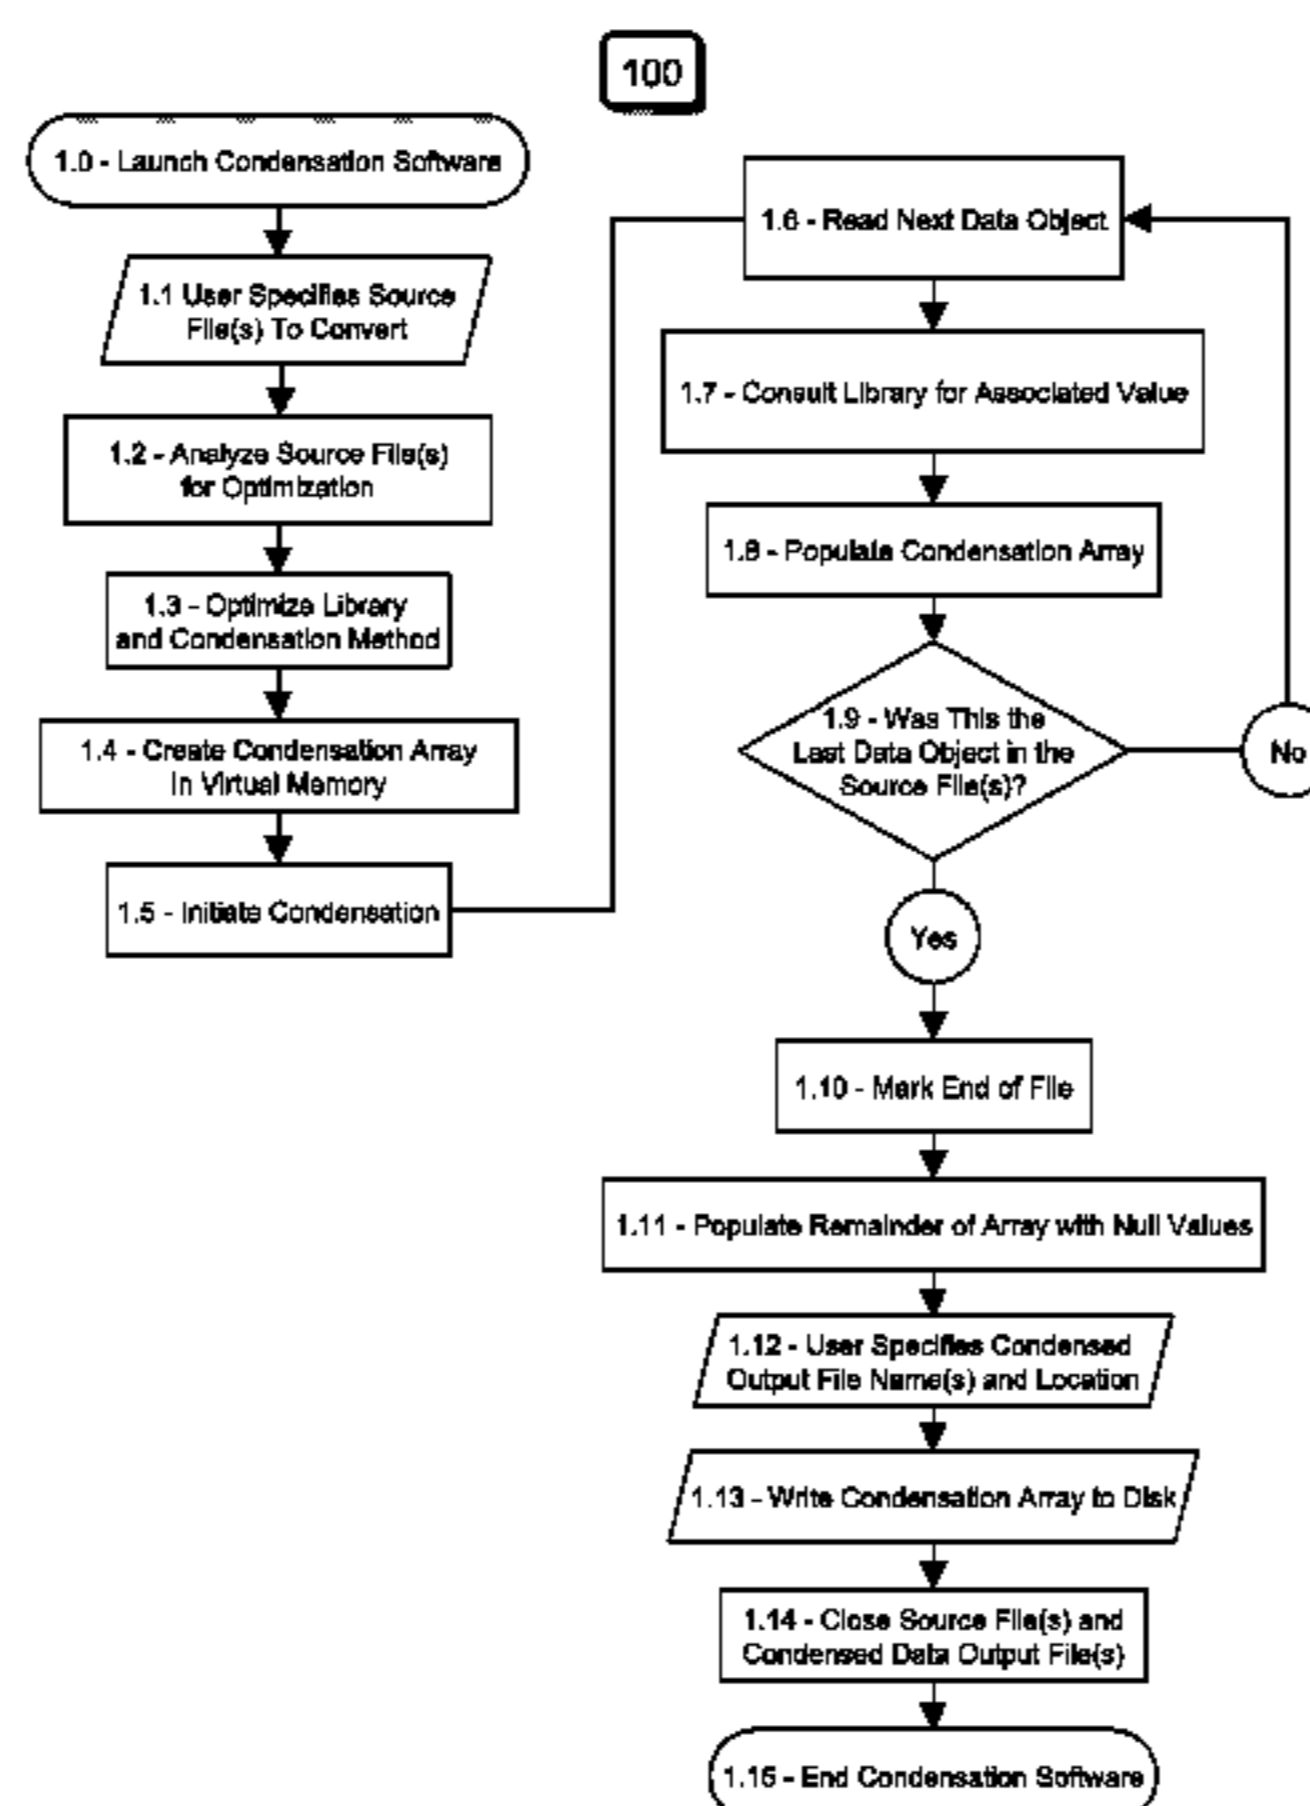 100
1.0 - Launch Condensation Software
1.1 User Specifies Source
File(s) To Convert
1.2 - Analyze Source File(s)
for Optimization
1.3 - Optimize Library
and Condensation Method
1.4 - Create Condensation Array
in Virtual Memory
1.5 - Initiate Condensation
1.6 - Read Next Data Object
1.7 - Consult Library for Associated Value
1.8 - Populate Condensation Array
1.9 - Was This the
Last Data Object in the
Source File(s)?
No
Yes
1.10 - Mark End of File
1.11 - Populate Remainder of Array with Null Values
1.12 - User Specifies Condensed
Output File Name(s) and Location
1.13 - Write Condensation Array to Disk
1.14 - Close Source File(s) and
Condensed Data Output File(s)
1.15 - End Condensation Software